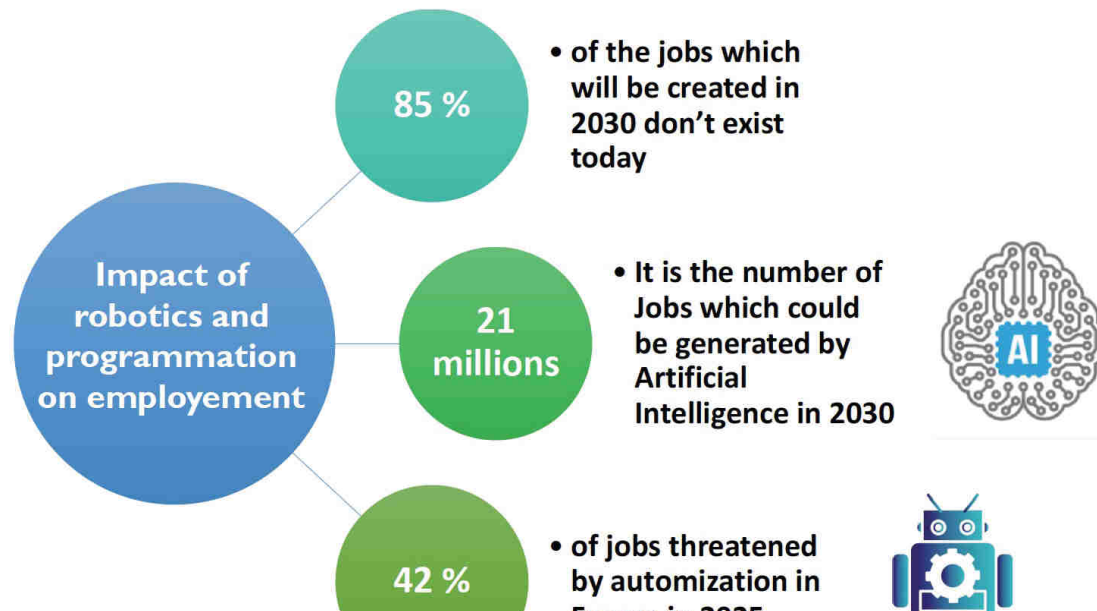 Impact of
robotics and
programmation
on employement
85 %
• of the jobs which
will be created in
2030 don’t exist
today
21
millions
• It is the number of
Jobs which could
be generated by
Artificial
Intelligence in 2030
AI
42 %
• of jobs threatened
by automization in